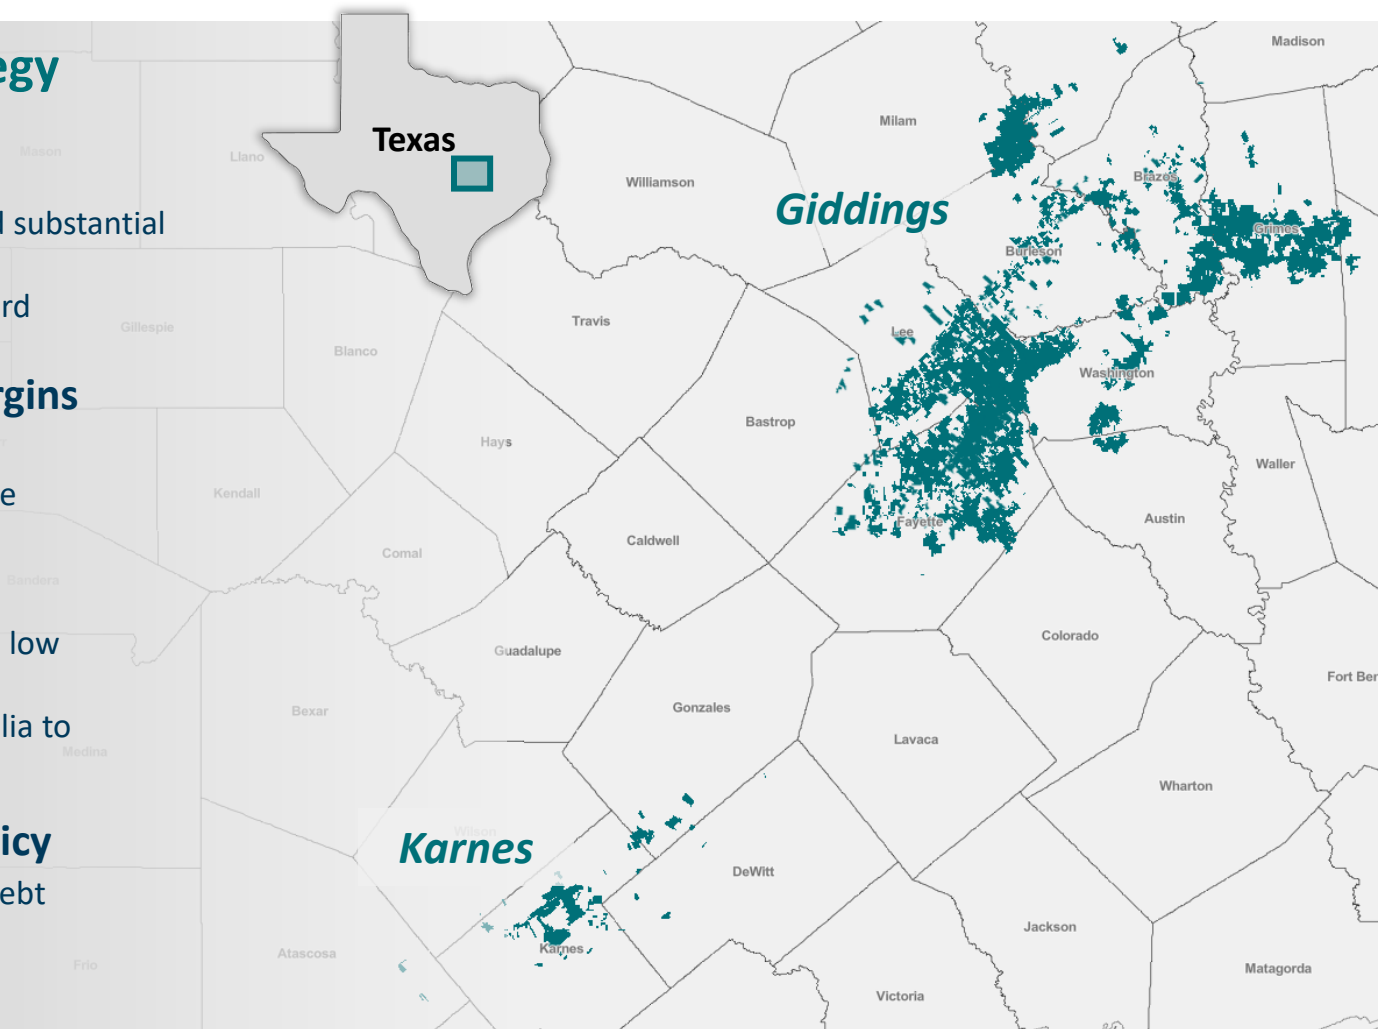 egy
substantial
ard
rgins
e
low
lia to
icy
ebt
Texas
Giddings
Karnes
Madison
Milam
Mason
Llano
Williamson
Brazos
Grimes
Burleson
Gillespie
Travis
Lee
Blanco
Washington
Bastrop
Hays
Waller
Kendall
Fayette
Austin
Caldwell
Comal
Bandera
Colorado
Guadalupe
Fort Ber
Bexar
Gonzales
Lavaca
Medina
Wharton
Wilson
DeWitt
Jackson
Karnes
Atascosa
Frio
Matagorda
Victoria